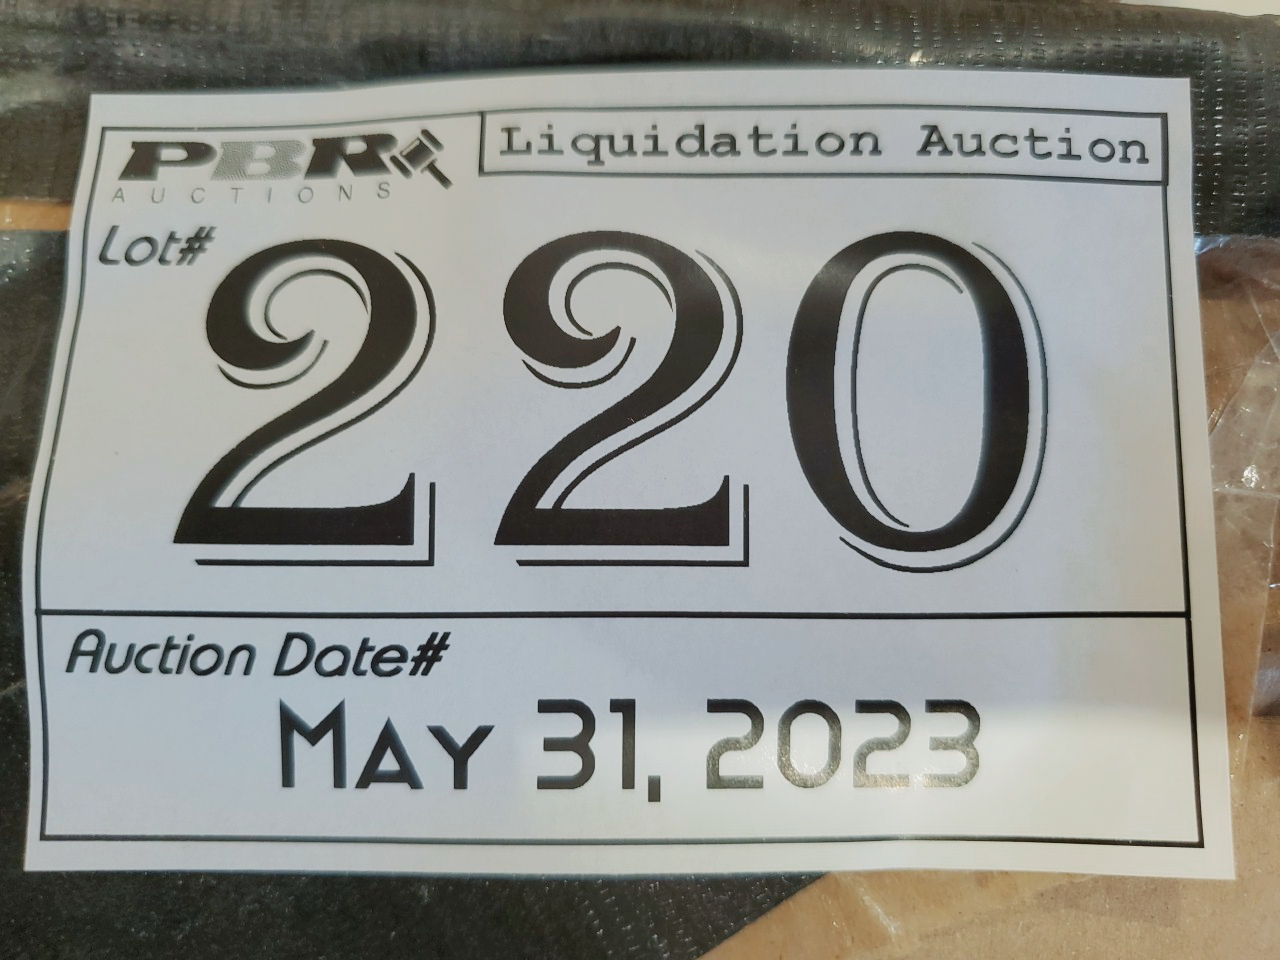 PBR
AUCTIONS
Liquidation Auction
Lot#
220
Auction Date#
May 31, 2023